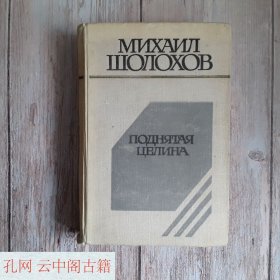 МИХАИЛ
ШОЛОХОВ
ПОДНЯТАЯ
ЦЕЛИНА
孔网 云中阁古籍